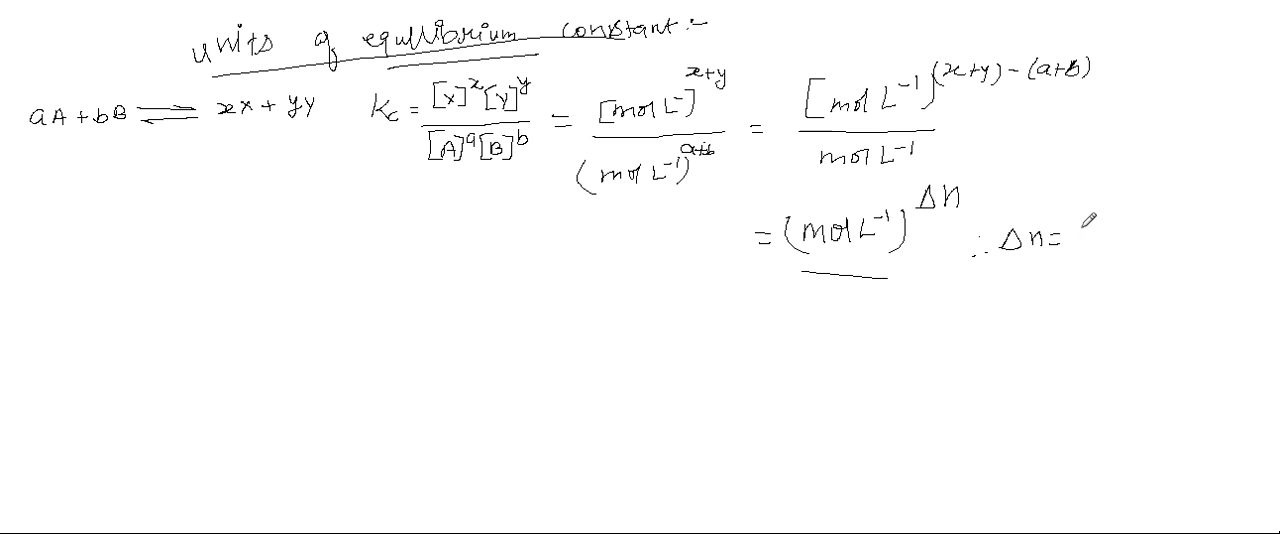 units of equilibrium constant :-
aA + bB ⇌ xX + yY Kc = [X]^x [Y]^y / [A]^a [B]^b = [mol L^-]^x+y / (mol L^-1)^a+b = [mol L^-1]^(x+y)-(a+b) / mol L^-1
= (mol L^-1)^Δn ∴ Δn =